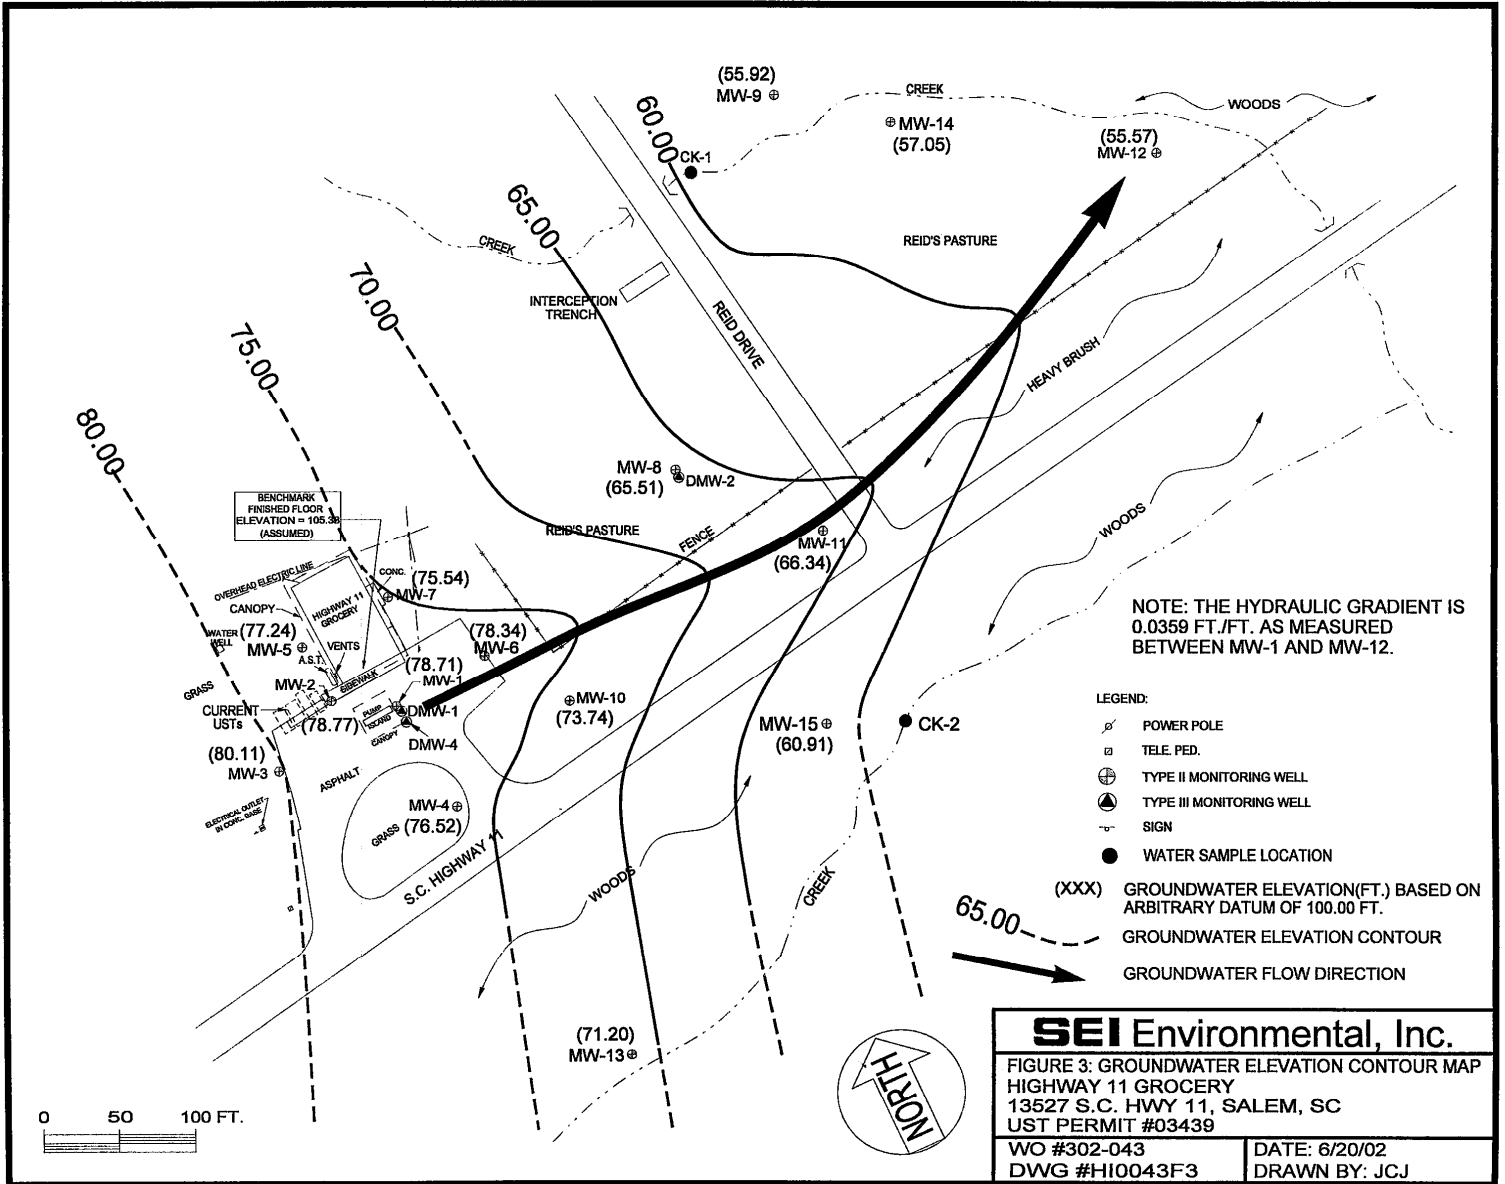 (55.92)
MW-9
CREEK
WOODS
60.00
MW-14
(57.05)
(55.57)
MW-12
CK-1
65.00
CREEK
REID'S PASTURE
70.00
INTERCEPTION
TRENCH
REID DRIVE
75.00
HEAVY BRUSH
80.00
MW-8
(65.51)
DMW-2
BENCHMARK
FINISHED FLOOR
ELEVATION = 105.38
(ASSUMED)
REID'S PASTURE
FENCE
WOODS
MW-11
(66.34)
OVERHEAD ELECTRIC LINE
CONC.
(75.54)
MW-7
CANOPY
HIGHWAY 11
GROCERY
WATER
WELL
(77.24)
MW-5
VENTS
A.S.T.
(78.34)
MW-6
(78.71)
MW-1
GRASS
MW-2
SIDEWALK
CURRENT
USTs
(78.77)
PUMP
ISLAND
CANOPY
DMW-1
DMW-4
MW-10
(73.74)
MW-15
(60.91)
CK-2
(80.11)
MW-3
ASPHALT
ELECTRICAL OUTLET
IN CONC. BASE
MW-4
(76.52)
GRASS
S.C. HIGHWAY 11
WOODS
CREEK
(71.20)
MW-13
NOTE: THE HYDRAULIC GRADIENT IS
0.0359 FT./FT. AS MEASURED
BETWEEN MW-1 AND MW-12.
LEGEND:
POWER POLE
TELE. PED.
TYPE II MONITORING WELL
TYPE III MONITORING WELL
SIGN
WATER SAMPLE LOCATION
(XXX) GROUNDWATER ELEVATION(FT.) BASED ON
ARBITRARY DATUM OF 100.00 FT.
65.00 GROUNDWATER ELEVATION CONTOUR
GROUNDWATER FLOW DIRECTION
NORTH
0 50 100 FT.
SEI Environmental, Inc.
FIGURE 3: GROUNDWATER ELEVATION CONTOUR MAP
HIGHWAY 11 GROCERY
13527 S.C. HWY 11, SALEM, SC
UST PERMIT #03439
WO #302-043
DWG #HI0043F3
DATE: 6/20/02
DRAWN BY: JCJ